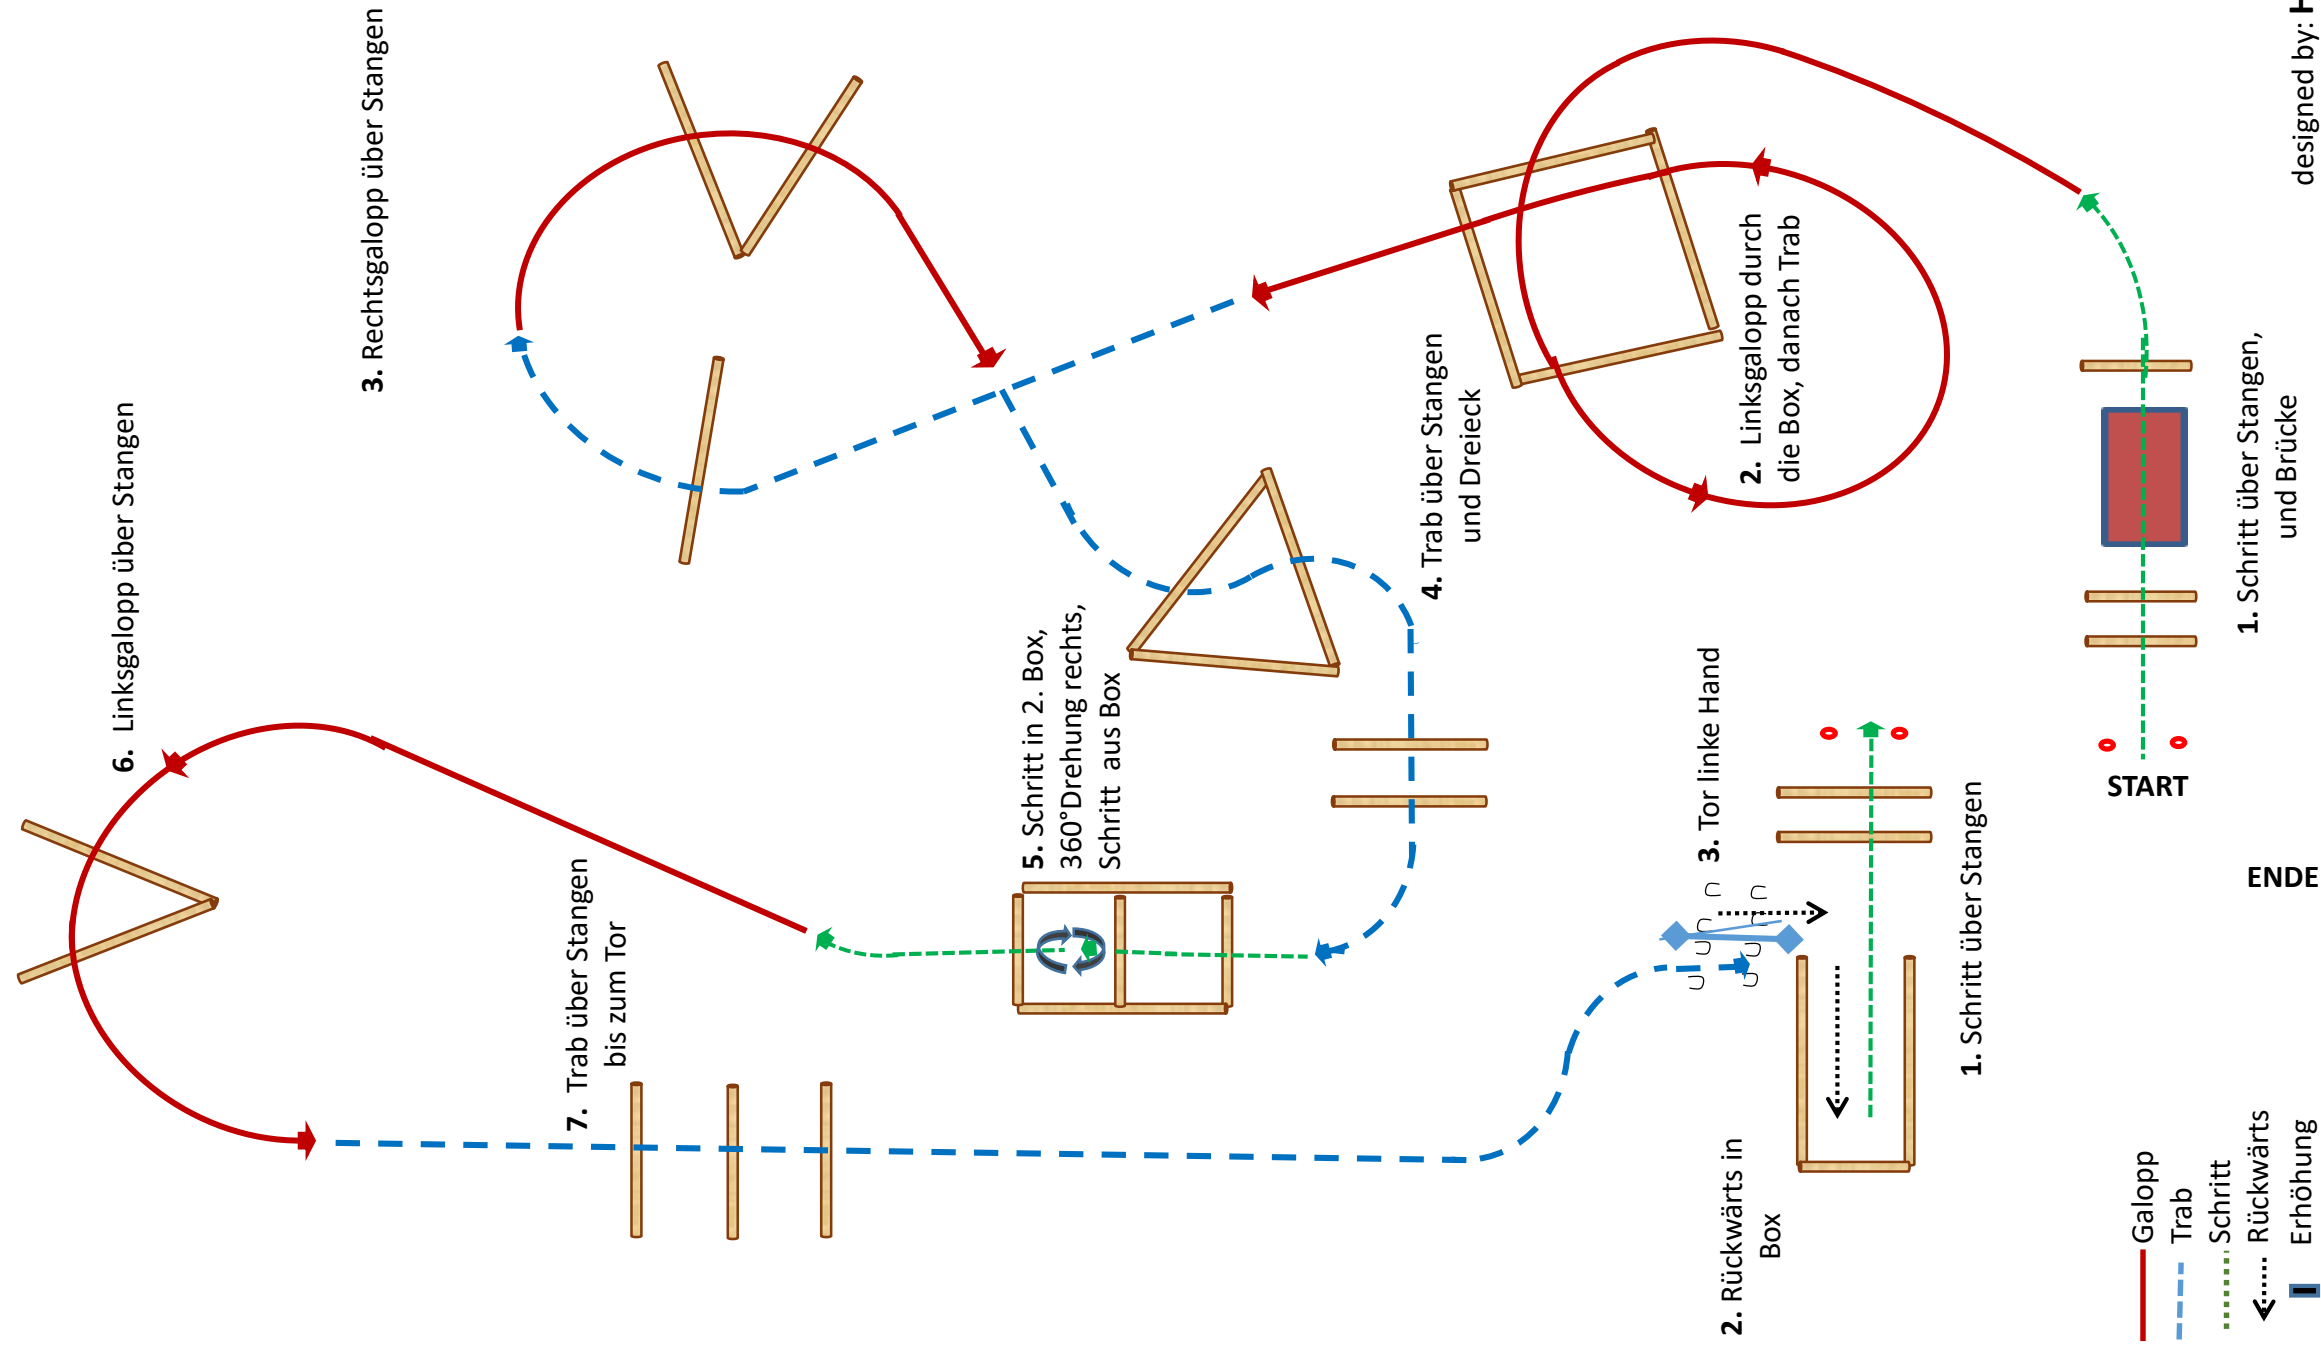 6. Linksgalopp über Stangen
3. Rechtsgalopp über Stangen
7. Trab über Stangen
bis zum Tor
5. Schritt in 2. Box,
360°Drehung rechts,
Schritt aus Box
4. Trab über Stangen
und Dreieck
2. Linksgalopp durch
die Box, danach Trab
3. Tor linke Hand
2. Rückwärts in
Box
1. Schritt über Stangen
START
1. Schritt über Stangen,
und Brücke
ENDE
Galopp
Trab
Schritt
Rückwärts
Erhöhung
designed by: